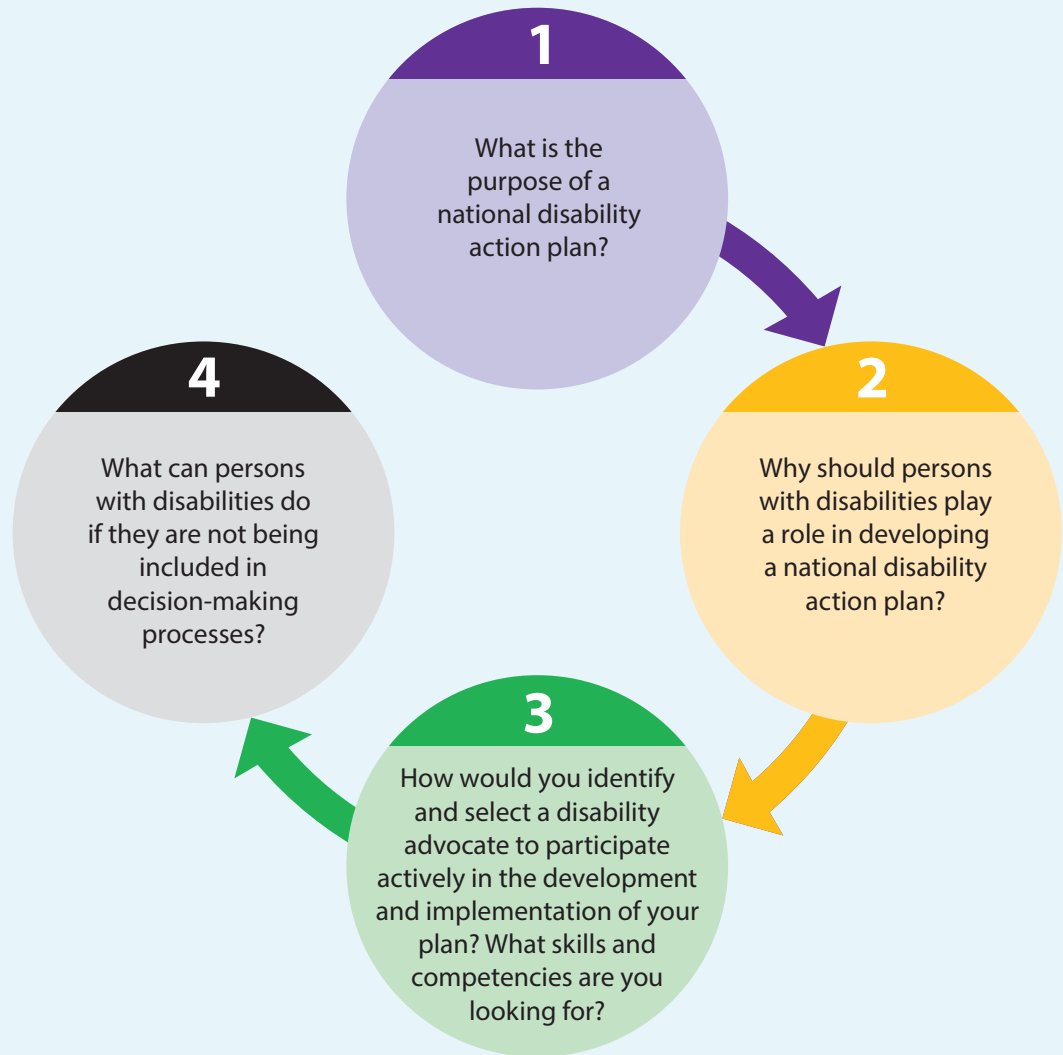 1
What is the
purpose of a
national disability
action plan?
2
Why should persons
with disabilities play
a role in developing
a national disability
action plan?
3
How would you identify
and select a disability
advocate to participate
actively in the development
and implementation of your
plan? What skills and
competencies are you
looking for?
4
What can persons
with disabilities do
if they are not being
included in
decision-making
processes?